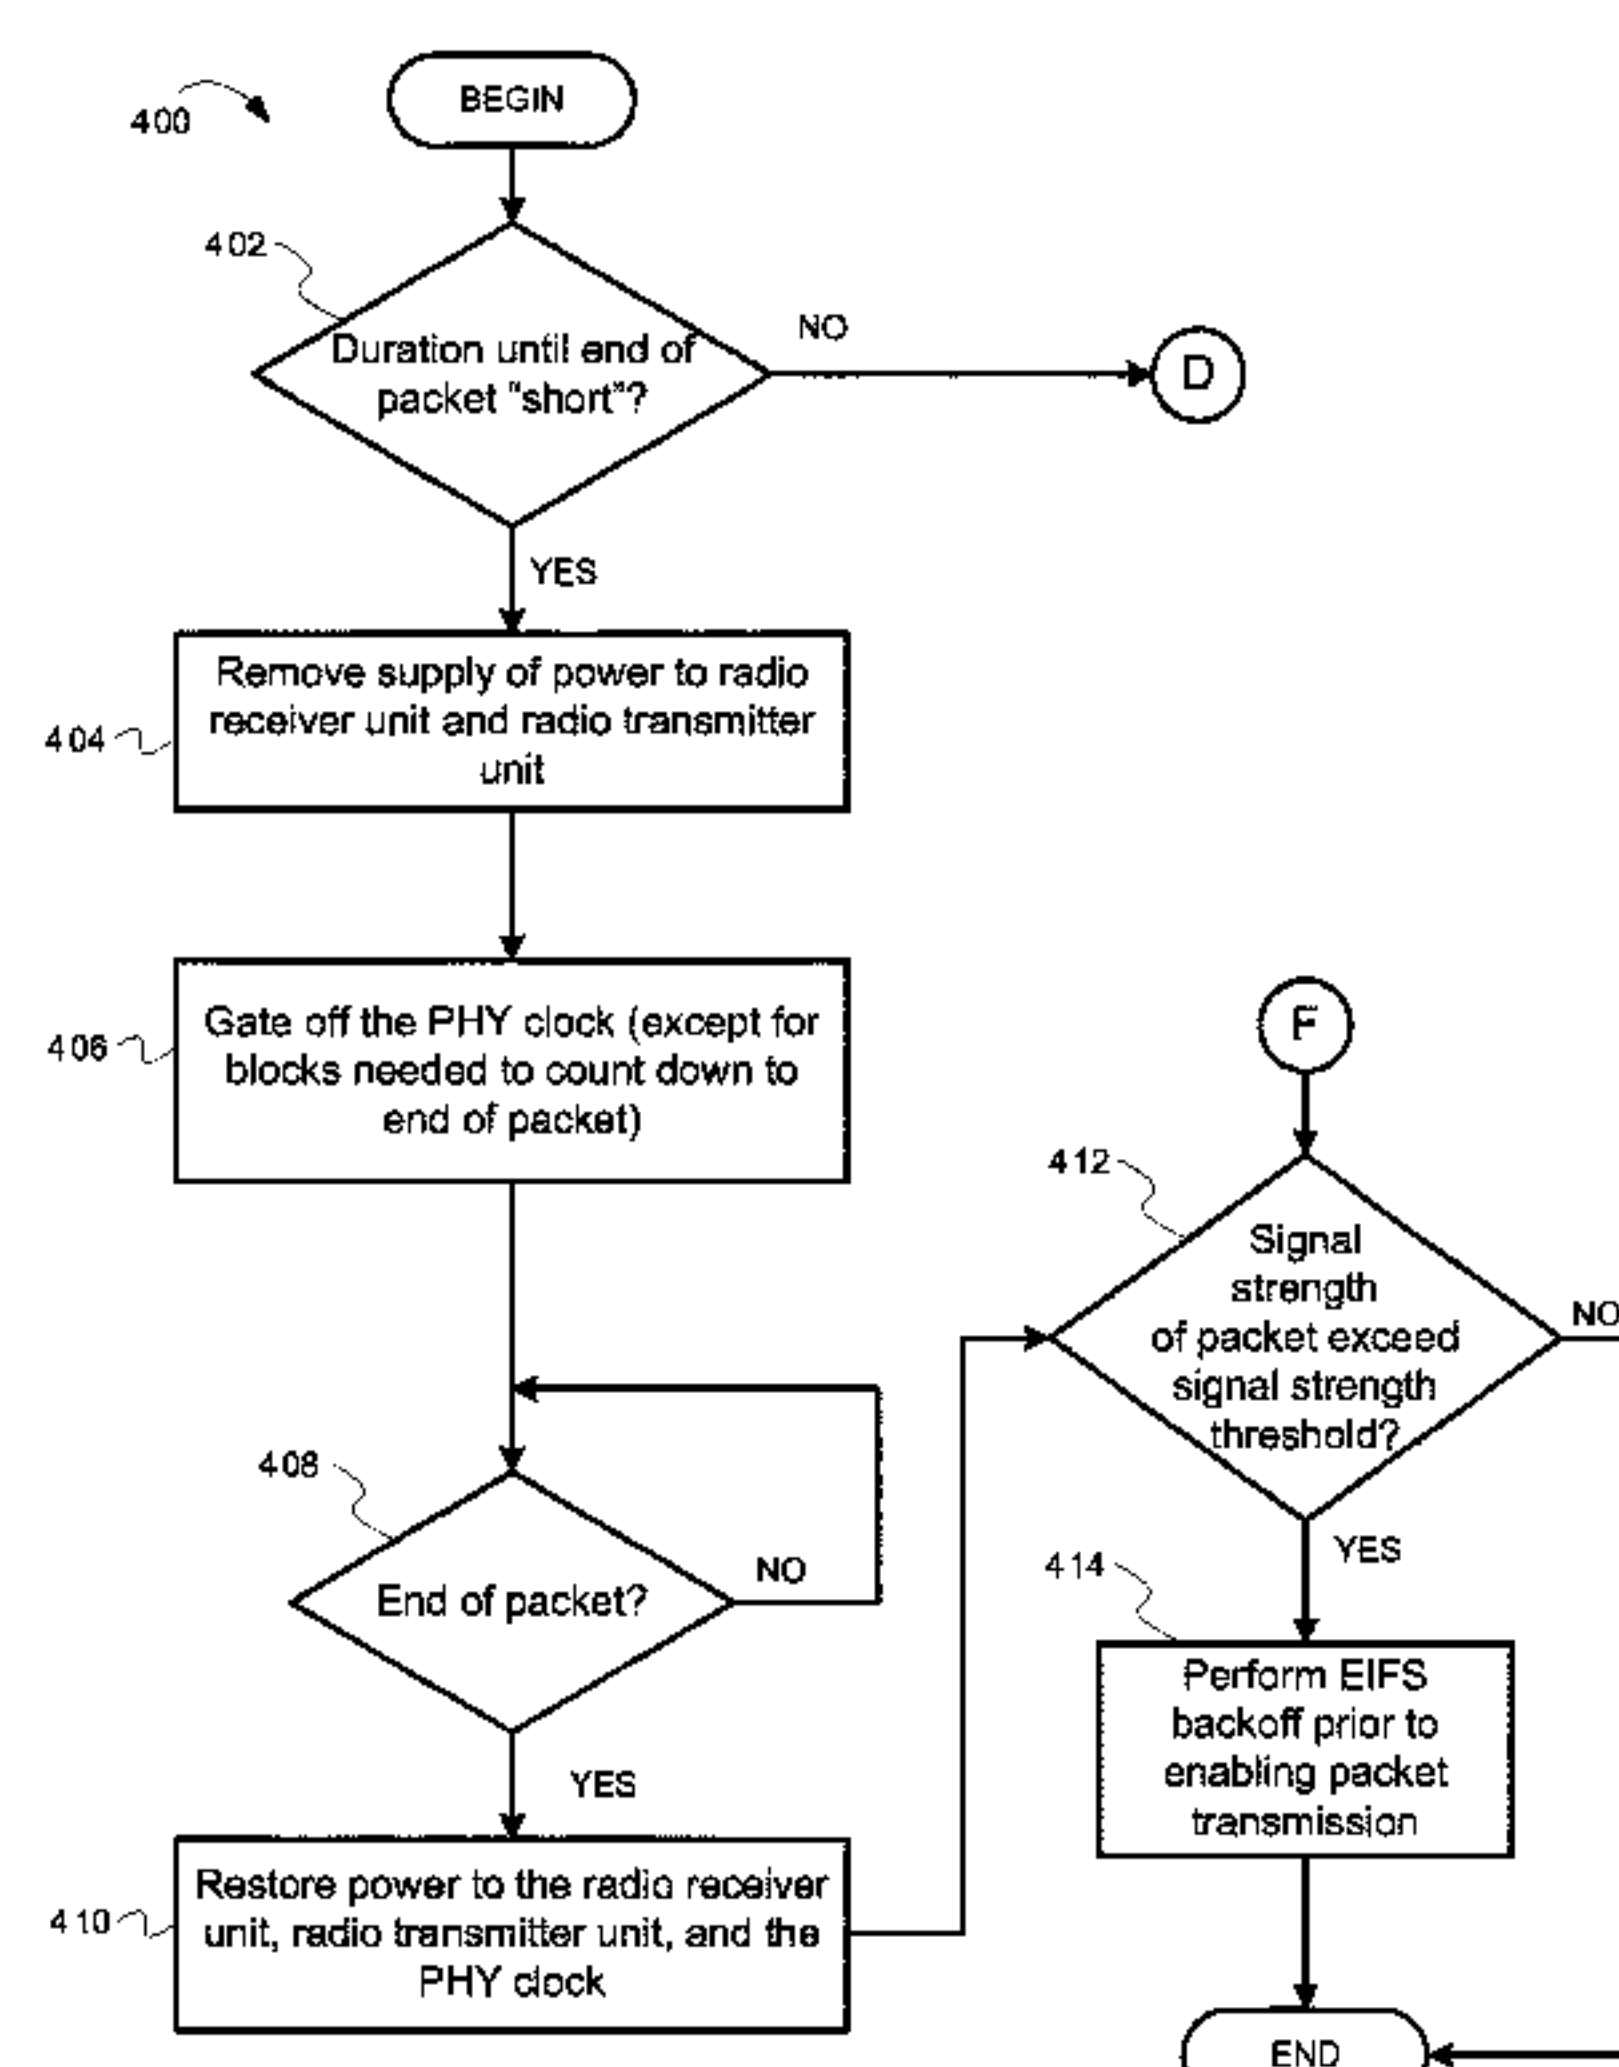 BEGIN
400
402
Duration until end of
packet "short"?
NO
D
YES
Remove supply of power to radio
receiver unit and radio transmitter
unit
404
Gate off the PHY clock (except for
blocks needed to count down to
end of packet)
406
408
End of packet?
NO
YES
Restore power to the radio receiver
unit, radio transmitter unit, and the
PHY clock
410
F
412
Signal
strength
of packet exceed
signal strength
threshold?
NO
YES
414
Perform EIFS
backoff prior to
enabling packet
transmission
END